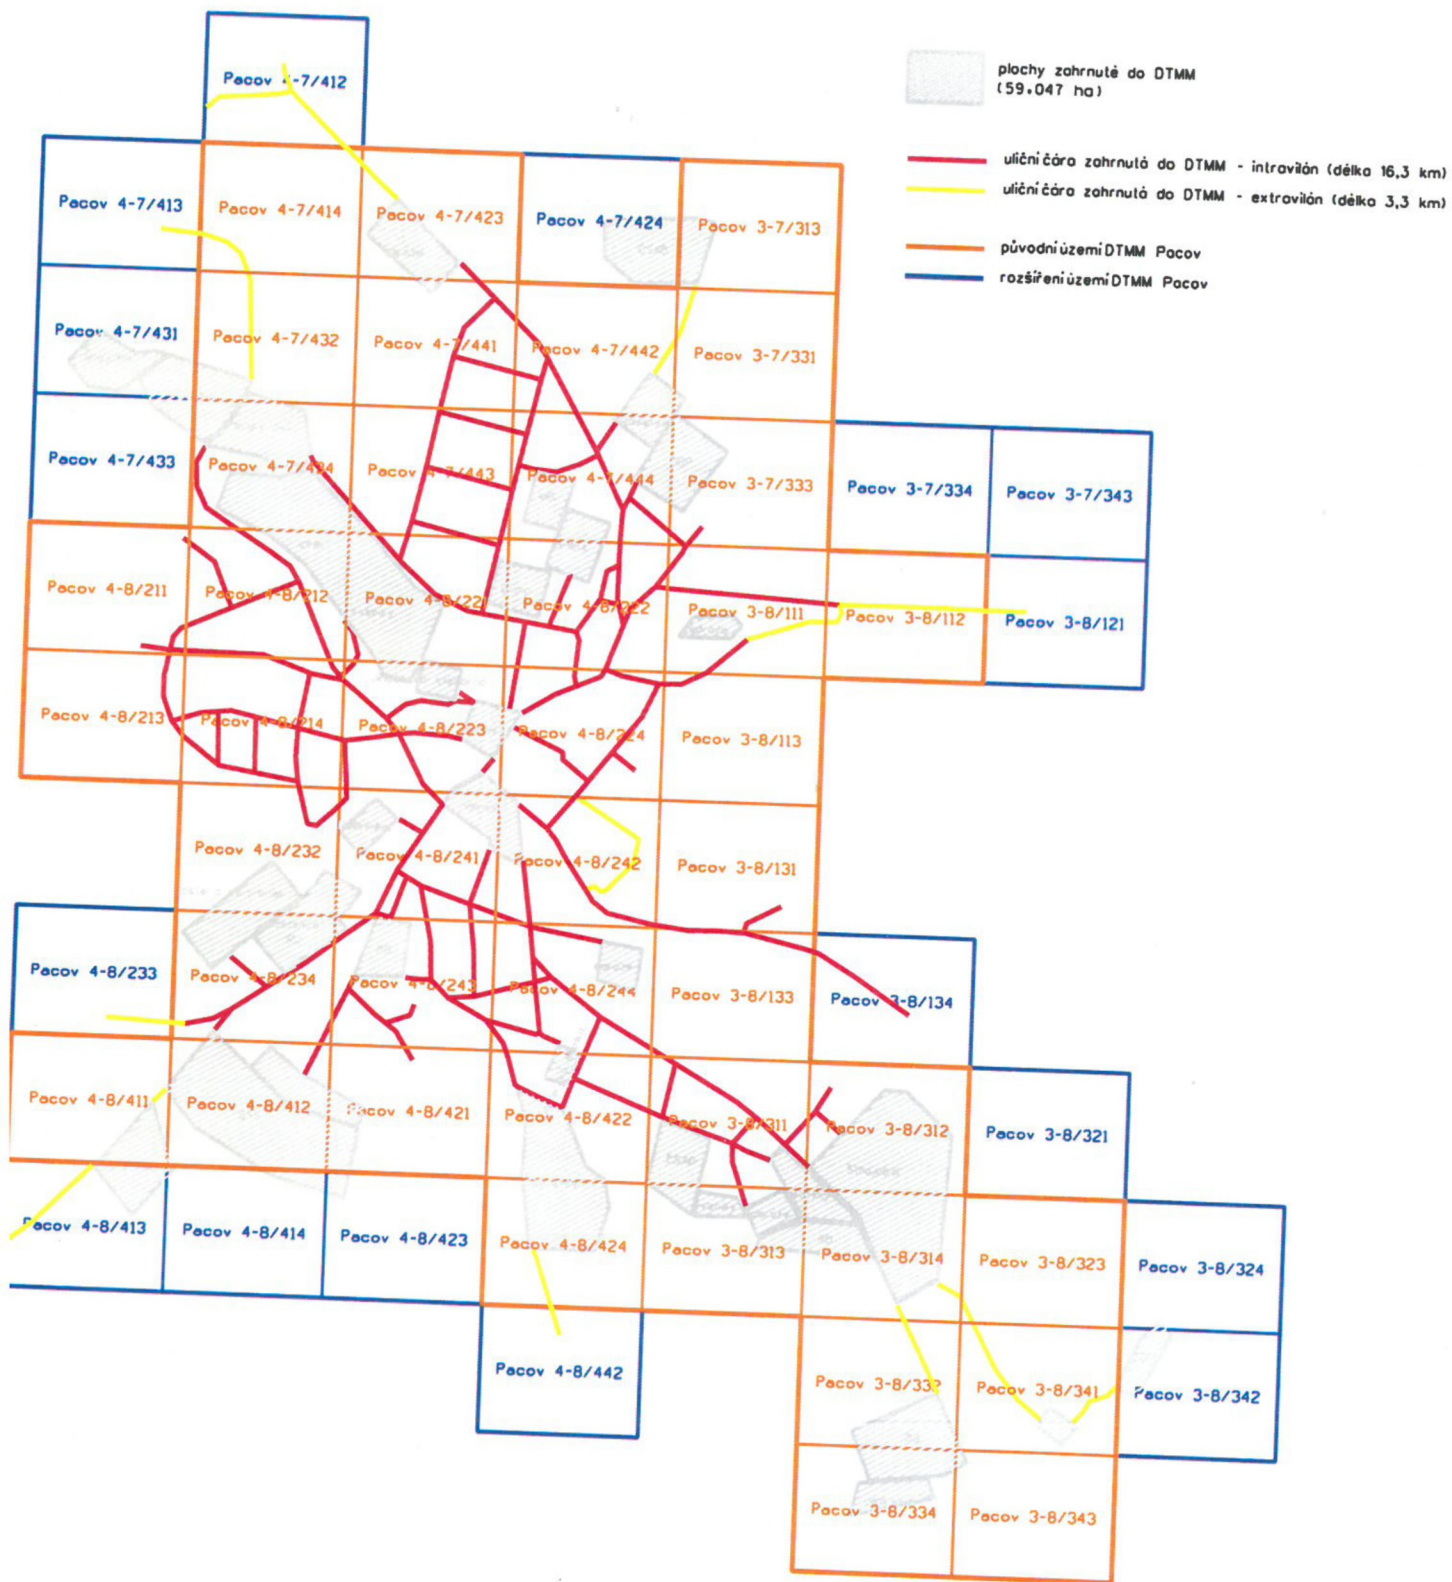 plochy zahrnuté do DTMM
(59.047 ha)
uliční čára zahrnutá do DTMM - intravilán (délka 16,3 km)
uliční čára zahrnutá do DTMM - extravilán (délka 3,3 km)
původní území DTMM Pacov
rozšíření území DTMM Pacov
Pacov 4-7/412
Pacov 4-7/413
Pacov 4-7/414
Pacov 4-7/423
Pacov 4-7/424
Pacov 3-7/313
Pacov 4-7/431
Pacov 4-7/432
Pacov 4-7/441
Pacov 4-7/442
Pacov 3-7/331
Pacov 4-7/433
Pacov 4-7/434
Pacov 4-7/443
Pacov 4-7/444
Pacov 3-7/333
Pacov 3-7/334
Pacov 3-7/343
Pacov 4-8/211
Pacov 4-8/212
Pacov 4-8/221
Pacov 4-8/222
Pacov 3-8/111
Pacov 3-8/112
Pacov 3-8/121
Pacov 4-8/213
Pacov 4-8/214
Pacov 4-8/223
Pacov 4-8/224
Pacov 3-8/113
Pacov 4-8/232
Pacov 4-8/241
Pacov 4-8/242
Pacov 3-8/131
Pacov 4-8/233
Pacov 4-8/234
Pacov 4-8/243
Pacov 4-8/244
Pacov 3-8/133
Pacov 3-8/134
Pacov 4-8/411
Pacov 4-8/412
Pacov 4-8/421
Pacov 4-8/422
Pacov 3-8/311
Pacov 3-8/312
Pacov 3-8/321
Pacov 4-8/413
Pacov 4-8/414
Pacov 4-8/423
Pacov 4-8/424
Pacov 3-8/313
Pacov 3-8/314
Pacov 3-8/323
Pacov 3-8/324
Pacov 4-8/442
Pacov 3-8/332
Pacov 3-8/341
Pacov 3-8/342
Pacov 3-8/334
Pacov 3-8/343